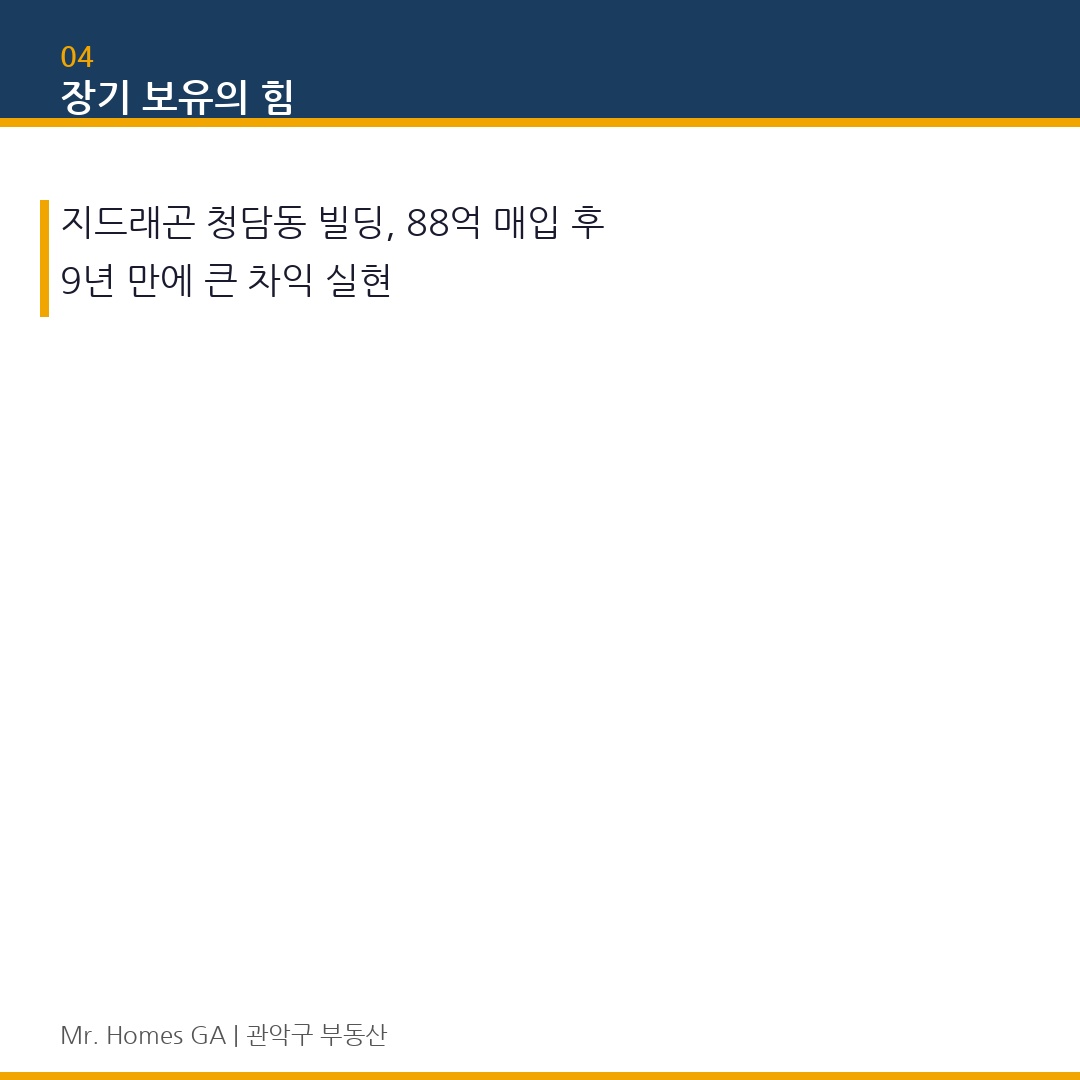 04
장기 보유의 힘
지드래곤 청담동 빌딩, 88억 매입 후
9년 만에 큰 차익 실현
Mr. Homes GA | 관악구 부동산